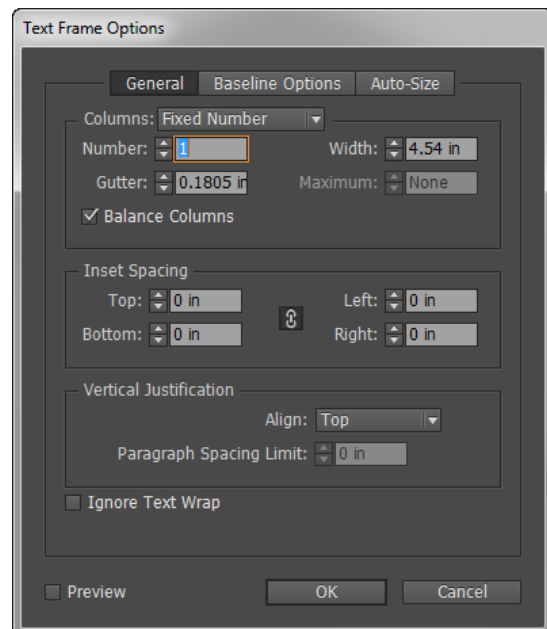 Text Frame Options
General Baseline Options Auto-Size
Columns: Fixed Number
Number: 1 Width: 4.54 in
Gutter: 0.1805 in Maximum: None
Balance Columns
Inset Spacing
Top: 0 in Left: 0 in
Bottom: 0 in Right: 0 in
Vertical Justification
Align: Top
Paragraph Spacing Limit: 0 in
Ignore Text Wrap
Preview OK Cancel